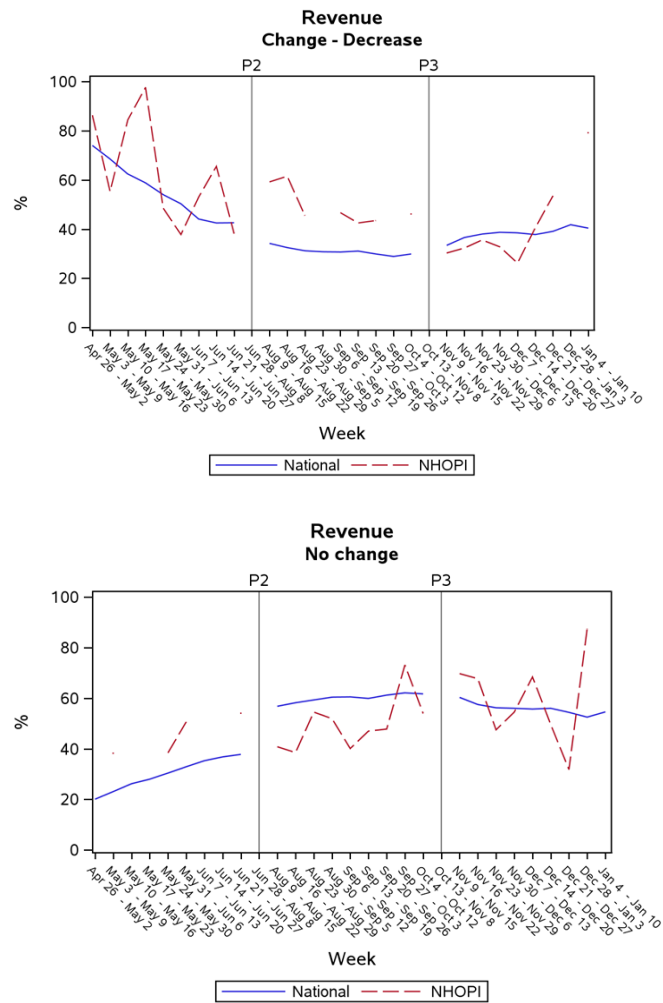 Revenue
Change - Decrease
P2
P3
100
80
60
40
20
0
%
Apr 26 - May 2
May 3 - May 9
May 10 - May 16
May 17 - May 23
May 24 - May 30
May 31 - Jun 6
Jun 7 - Jun 13
Jun 14 - Jun 20
Jun 21 - Jun 27
Jun 28 - Aug 8
Aug 9 - Aug 15
Aug 16 - Aug 22
Aug 23 - Aug 29
Aug 30 - Sep 5
Sep 6 - Sep 12
Sep 13 - Sep 19
Sep 20 - Sep 26
Sep 27 - Oct 3
Oct 4 - Oct 12
Oct 13 - Nov 8
Nov 9 - Nov 15
Nov 16 - Nov 22
Nov 23 - Nov 29
Nov 30 - Dec 6
Dec 7 - Dec 13
Dec 14 - Dec 20
Dec 21 - Dec 27
Dec 28 - Jan 3
Jan 4 - Jan 10
Week
National NHOPI
Revenue
No change
P2
P3
100
80
60
40
20
0
%
Apr 26 - May 2
May 3 - May 9
May 10 - May 16
May 17 - May 23
May 24 - May 30
May 31 - Jun 6
Jun 7 - Jun 13
Jun 14 - Jun 20
Jun 21 - Jun 27
Jun 28 - Aug 8
Aug 9 - Aug 15
Aug 16 - Aug 22
Aug 23 - Aug 29
Aug 30 - Sep 5
Sep 6 - Sep 12
Sep 13 - Sep 19
Sep 20 - Sep 26
Sep 27 - Oct 3
Oct 4 - Oct 12
Oct 13 - Nov 8
Nov 9 - Nov 15
Nov 16 - Nov 22
Nov 23 - Nov 29
Nov 30 - Dec 6
Dec 7 - Dec 13
Dec 14 - Dec 20
Dec 21 - Dec 27
Dec 28 - Jan 3
Jan 4 - Jan 10
Week
National NHOPI